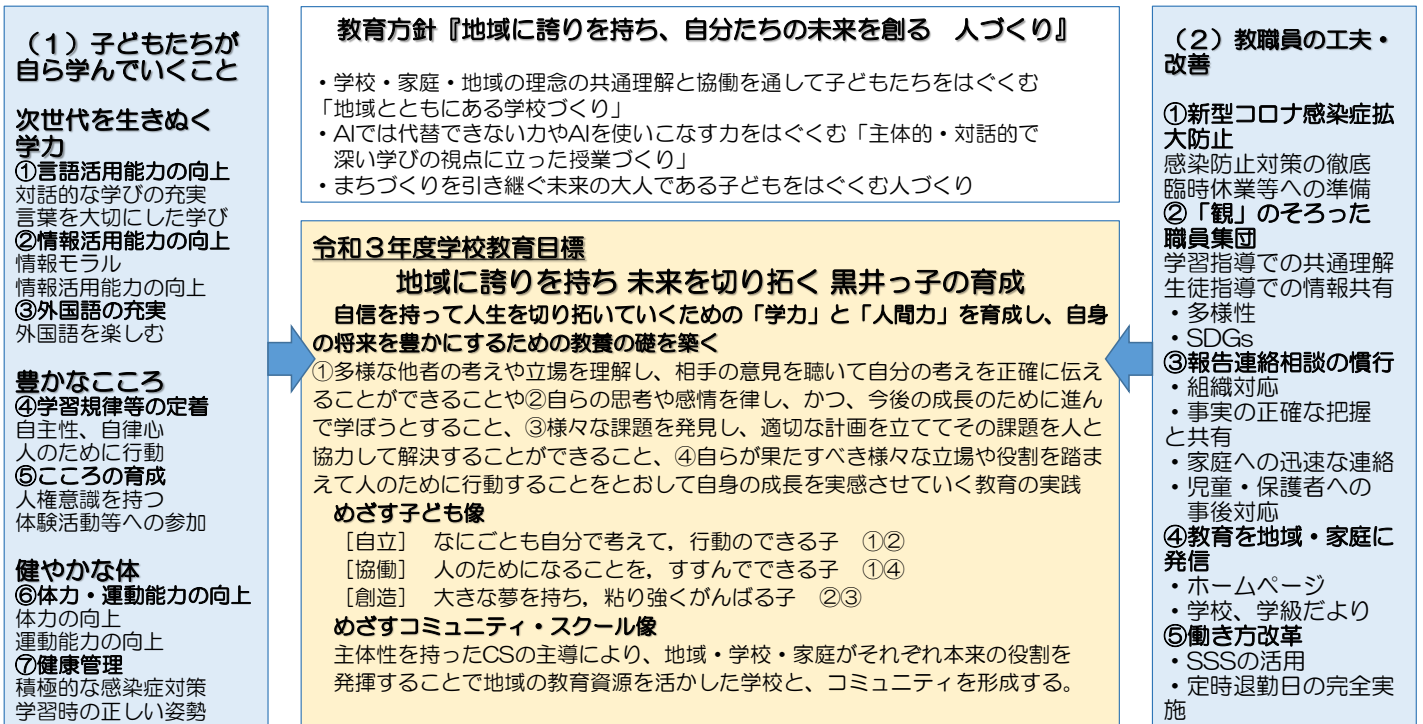 （１）子どもたちが
自ら学んでいくこと
次世代を生きぬく
学力
①言語活用能力の向上
対話的な学びの充実
言葉を大切にした学び
②情報活用能力の向上
情報モラル
情報活用能力の向上
③外国語の充実
外国語を楽しむ
豊かなこころ
④学習規律等の定着
自主性、自律心
人のために行動
⑤こころの育成
人権意識を持つ
体験活動等への参加
健やかな体
⑥体力・運動能力の向上
体力の向上
運動能力の向上
⑦健康管理
積極的な感染症対策
学習時の正しい姿勢
教育方針『地域に誇りを持ち、自分たちの未来を創る　人づくり』
・学校・家庭・地域の理念の共通理解と協働を通して子どもたちをはぐくむ
「地域とともにある学校づくり」
・AIでは代替できない力やAIを使いこなす力をはぐくむ「主体的・対話的で
深い学びの視点に立った授業づくり」
・まちづくりを引き継ぐ未来の大人である子どもをはぐくむ人づくり
令和３年度学校教育目標
地域に誇りを持ち 未来を切り拓く 黒井っ子の育成
自信を持って人生を切り拓いていくための「学力」と「人間力」を育成し、自身
の将来を豊かにするための教養の礎を築く
①多様な他者の考えや立場を理解し、相手の意見を聴いて自分の考えを正確に伝え
ることができることや②自らの思考や感情を律し、かつ、今後の成長のために進ん
で学ぼうとすること、③様々な課題を発見し、適切な計画を立ててその課題を人と
協力して解決することができること、④自らが果たすべき様々な立場や役割を踏ま
えて人のために行動することをとおして自身の成長を実感させていく教育の実践
めざす子ども像
［自立］　なにごとも自分で考えて，行動のできる子　①②
［協働］　人のためになることを，すすんでできる子　①④
［創造］　大きな夢を持ち，粘り強くがんばる子　②③
めざすコミュニティ・スクール像
主体性を持ったCSの主導により、地域・学校・家庭がそれぞれ本来の役割を
発揮することで地域の教育資源を活かした学校と、コミュニティを形成する。
（２）教職員の工夫・
改善
①新型コロナ感染症拡
大防止
感染防止対策の徹底
臨時休業等への準備
②「観」のそろった
職員集団
学習指導での共通理解
生徒指導での情報共有
・多様性
・SDGs
③報告連絡相談の慣行
・組織対応
・事実の正確な把握
と共有
・家庭への迅速な連絡
・児童・保護者への
事後対応
④教育を地域・家庭に
発信
・ホームページ
・学校、学級だより
⑤働き方改革
・SSSの活用
・定時退勤日の完全実
施